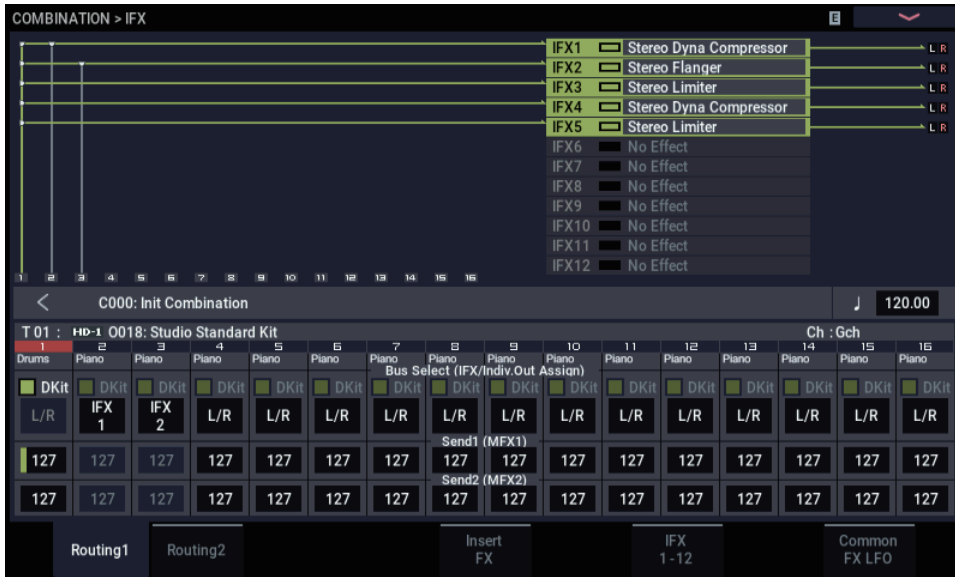 COMBINATION > IFX E
IFX1 Stereo Dyna Compressor L R
IFX2 Stereo Flanger L R
IFX3 Stereo Limiter L R
IFX4 Stereo Dyna Compressor L R
IFX5 Stereo Limiter L R
IFX6 No Effect
IFX7 No Effect
IFX8 No Effect
IFX9 No Effect
IFX10 No Effect
IFX11 No Effect
IFX12 No Effect
1 2 3 4 5 6 7 8 9 10 11 12 13 14 15 16
< C000: Init Combination ♩ 120.00
T 01 : HD-1 O018: Studio Standard Kit Ch : Gch
1 2 3 4 5 6 7 8 9 10 11 12 13 14 15 16
Drums Piano Piano Piano Piano Piano Piano Piano Piano Piano Piano Piano Piano Piano Piano Piano
Bus Select (IFX/Indiv.Out Assign)
DKit DKit DKit DKit DKit DKit DKit DKit DKit DKit DKit DKit DKit DKit DKit DKit
L/R IFX 1 IFX 2 L/R L/R L/R L/R L/R L/R L/R L/R L/R L/R L/R L/R L/R
Send1 (MFX1)
127 127 127 127 127 127 127 127 127 127 127 127 127 127 127 127
Send2 (MFX2)
127 127 127 127 127 127 127 127 127 127 127 127 127 127 127 127
Routing1 Routing2 Insert FX IFX 1 -12 Common FX LFO